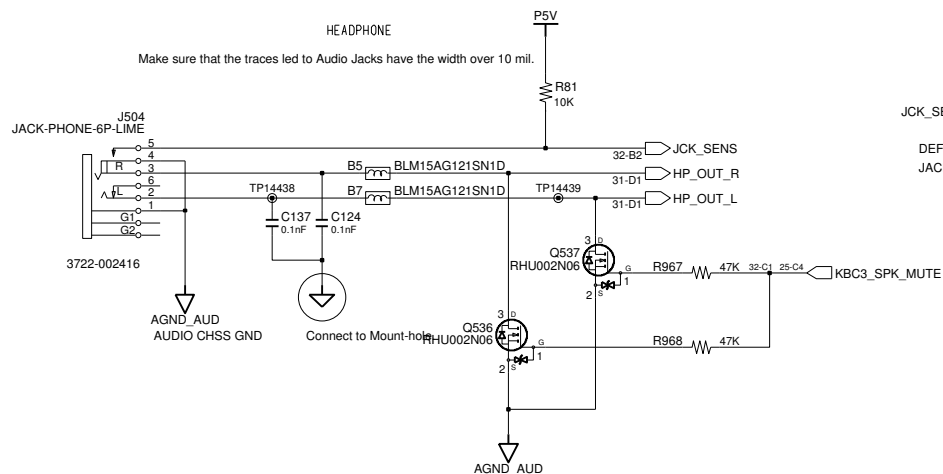 P5V
HEADPHONE
Make sure that the traces led to Audio Jacks have the width over 10 mil.
R81
10K
JCK_SE
J504
JACK-PHONE-6P-LIME
5
32-B2
JCK_SENS
DEF
4
R
3
B5
BLM15AG121SN1D
31-D1
HP_OUT_R
JAC
6
L
2
TP14438
B7
BLM15AG121SN1D
TP14439
31-D1
HP_OUT_L
1
G1
G2
C137
0.1nF
C124
0.1nF
3722-002416
Q537
RHU002N06
3
D
G
1
2
S
R967
47K
32-C1
25-C4
KBC3_SPK_MUTE
AGND_AUD
AUDIO CHSS GND
Connect to Mount-hole
Q536
RHU002N06
3
D
G
1
2
S
R968
47K
AGND_AUD